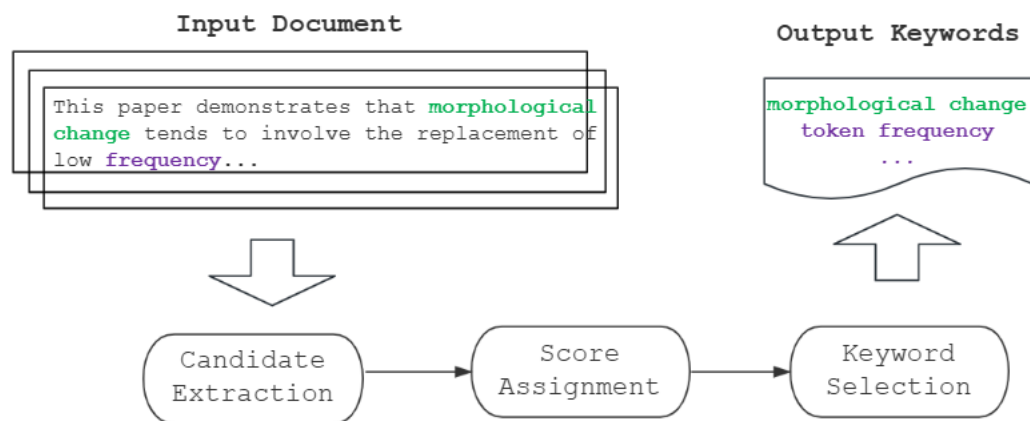 Input Document
This paper demonstrates that morphological
change tends to involve the replacement of
low frequency...
Output Keywords
morphological change
token frequency
...
Candidate
Extraction
Score
Assignment
Keyword
Selection